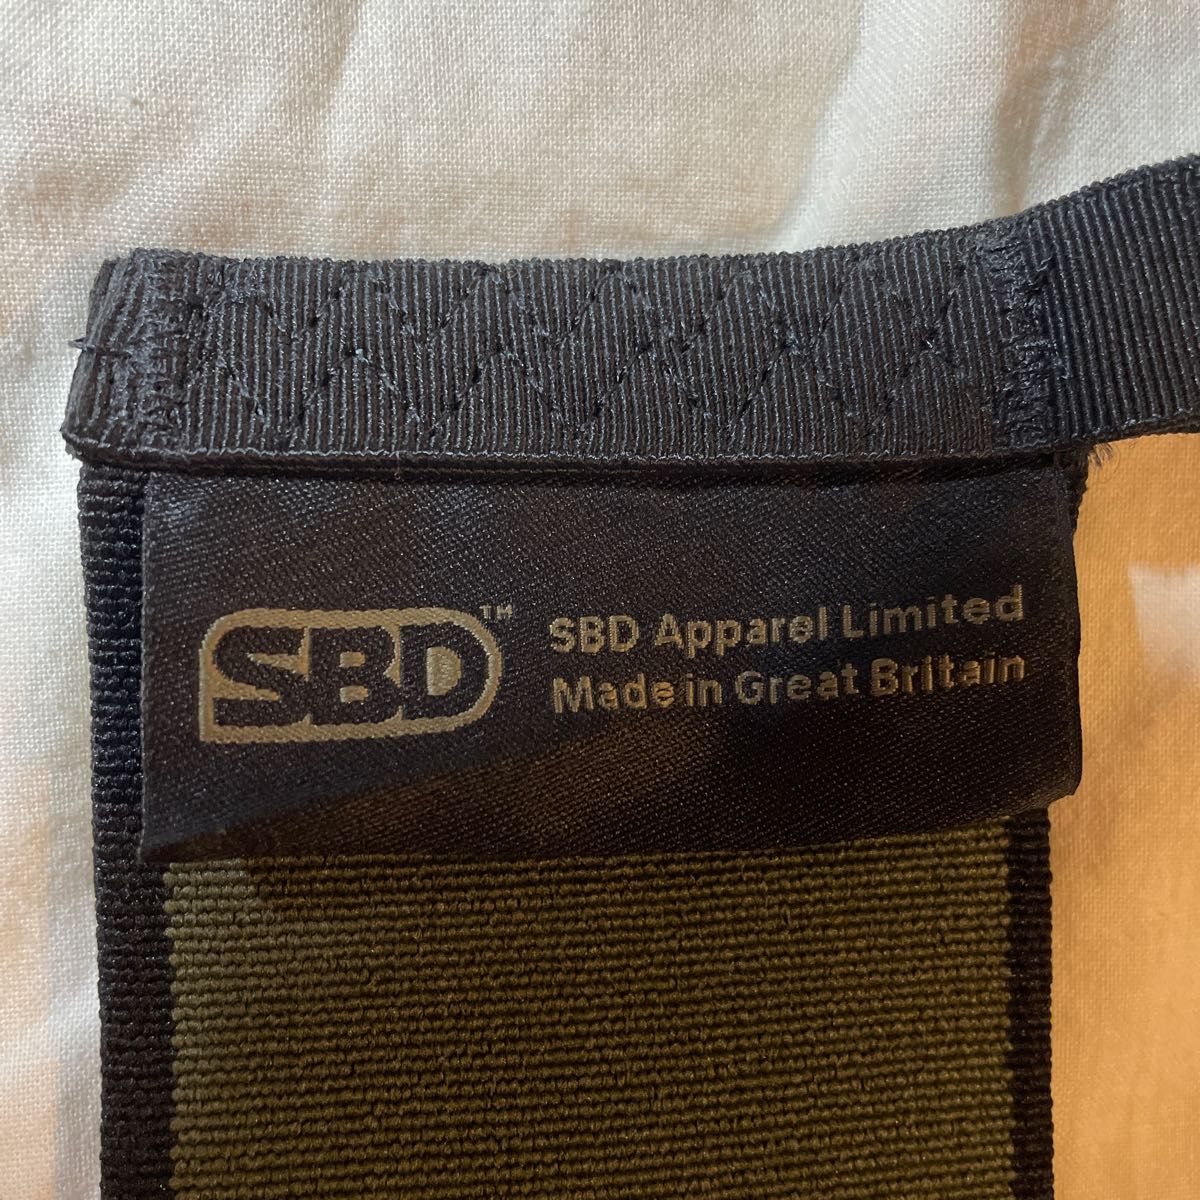 SBD™
SBD Apparel Limited
Made in Great Britain